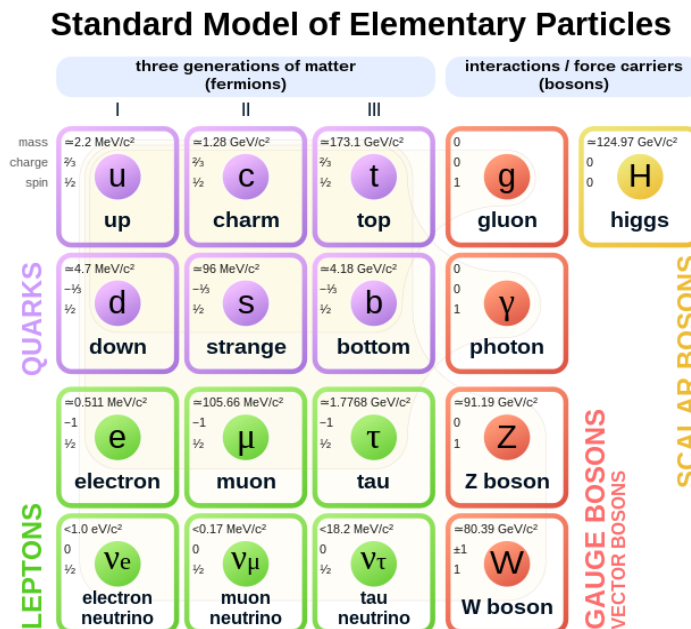 Standard Model of Elementary Particles
three generations of matter
(fermions)
interactions / force carriers
(bosons)
I II III
mass
charge
spin
≃2.2 MeV/c²
⅔
½
u
up
≃1.28 GeV/c²
⅔
½
c
charm
≃173.1 GeV/c²
⅔
½
t
top
0
0
1
g
gluon
≃124.97 GeV/c²
0
0
H
higgs
QUARKS
≃4.7 MeV/c²
−⅓
½
d
down
≃96 MeV/c²
−⅓
½
s
strange
≃4.18 GeV/c²
−⅓
½
b
bottom
0
0
1
γ
photon
SCALAR BOSONS
≃0.511 MeV/c²
−1
½
e
electron
≃105.66 MeV/c²
−1
½
μ
muon
≃1.7768 GeV/c²
−1
½
τ
tau
≃91.19 GeV/c²
0
1
Z
Z boson
LEPTONS
<1.0 eV/c²
0
½
νe
electron
neutrino
<0.17 MeV/c²
0
½
νμ
muon
neutrino
<18.2 MeV/c²
0
½
ντ
tau
neutrino
≃80.39 GeV/c²
±1
1
W
W boson
GAUGE BOSONS
VECTOR BOSONS